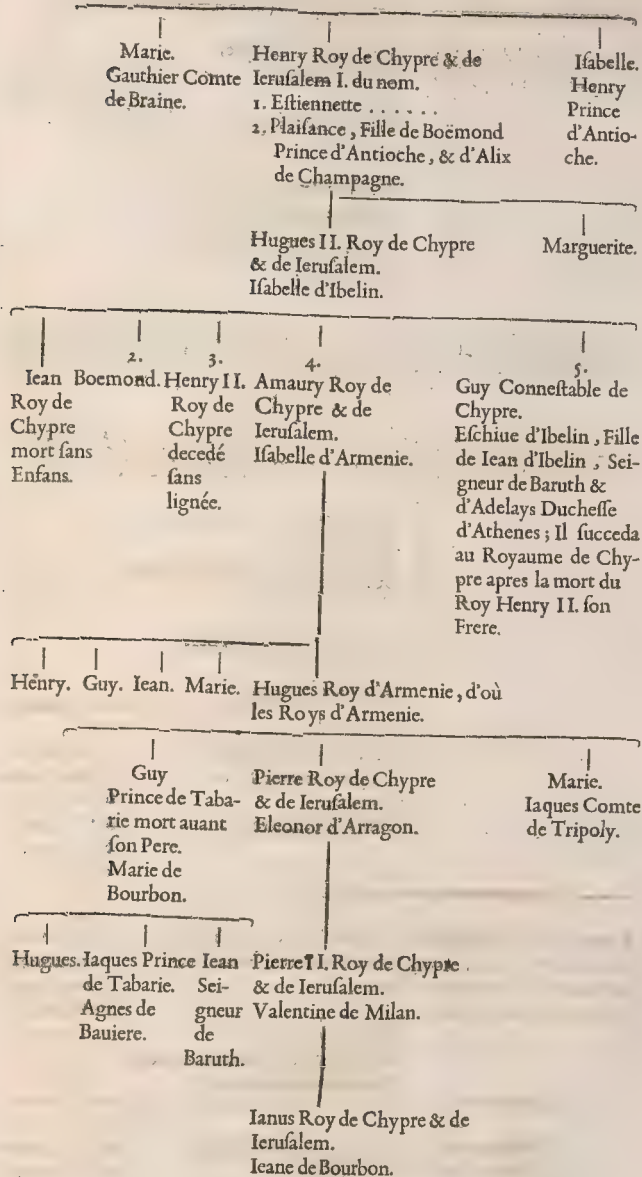 Marie.
Gauthier Comte
de Braine.
Henry Roy de Chypre & de
Ierusalem I. du nom.
1. Estiennette . . . . . .
2, Plaisance, Fille de Boëmond
Prince d'Antioche, & d'Alix
de Champagne.
Isabelle.
Henry
Prince
d'Antio-
che.
Hugues II. Roy de Chypre
& de Ierusalem.
Isabelle d'Ibelin.
Marguerite.
Iean
Roy de
Chypre
mort sans
Enfans.
2.
Boemond.
3.
Henry II.
Roy de
Chypre
decedé
sans
lignée.
4.
Amaury Roy de
Chypre & de
Ierusalem.
Isabelle d'Armenie.
5.
Guy Connestable de
Chypre.
Eschiue d'Ibelin, Fille
de Iean d'Ibelin, Sei-
gneur de Baruth &
d'Adelays Duchesse
d'Athenes; Il succeda
au Royaume de Chy-
pre apres la mort du
Roy Henry II. son
Frere.
Henry. Guy. Iean. Marie.
Hugues Roy d'Armenie, d'où
les Roys d'Armenie.
Guy
Prince de Taba-
rie mort auant
son Pere.
Marie de
Bourbon.
Pierre Roy de Chypre
& de Ierusalem.
Eleonor d'Arragon.
Marie.
Iaques Comte
de Tripoly.
Hugues.
Iaques Prince
de Tabarie.
Agnes de
Bauiere.
Iean
Sei-
gneur
de
Baruth.
Pierre II. Roy de Chypre
& de Ierusalem.
Valentine de Milan.
Ianus Roy de Chypre & de
Ierusalem.
Ieane de Bourbon.